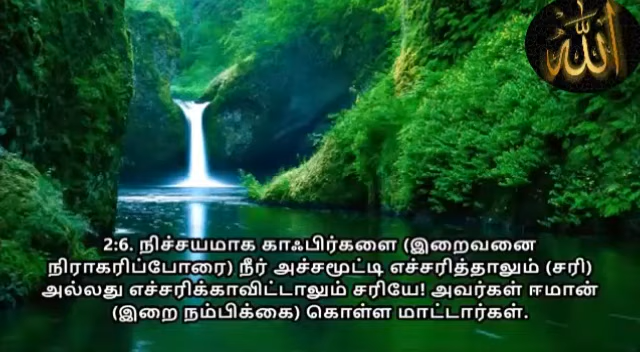 الله
2:6. நிச்சயமாக காஃபிர்களை (இறைவனை
நிராகரிப்போரை) நீர் அச்சமூட்டி எச்சரித்தாலும் (சரி)
அல்லது எச்சரிக்காவிட்டாலும் சரியே! அவர்கள் ஈமான்
(இறை நம்பிக்கை) கொள்ள மாட்டார்கள்.